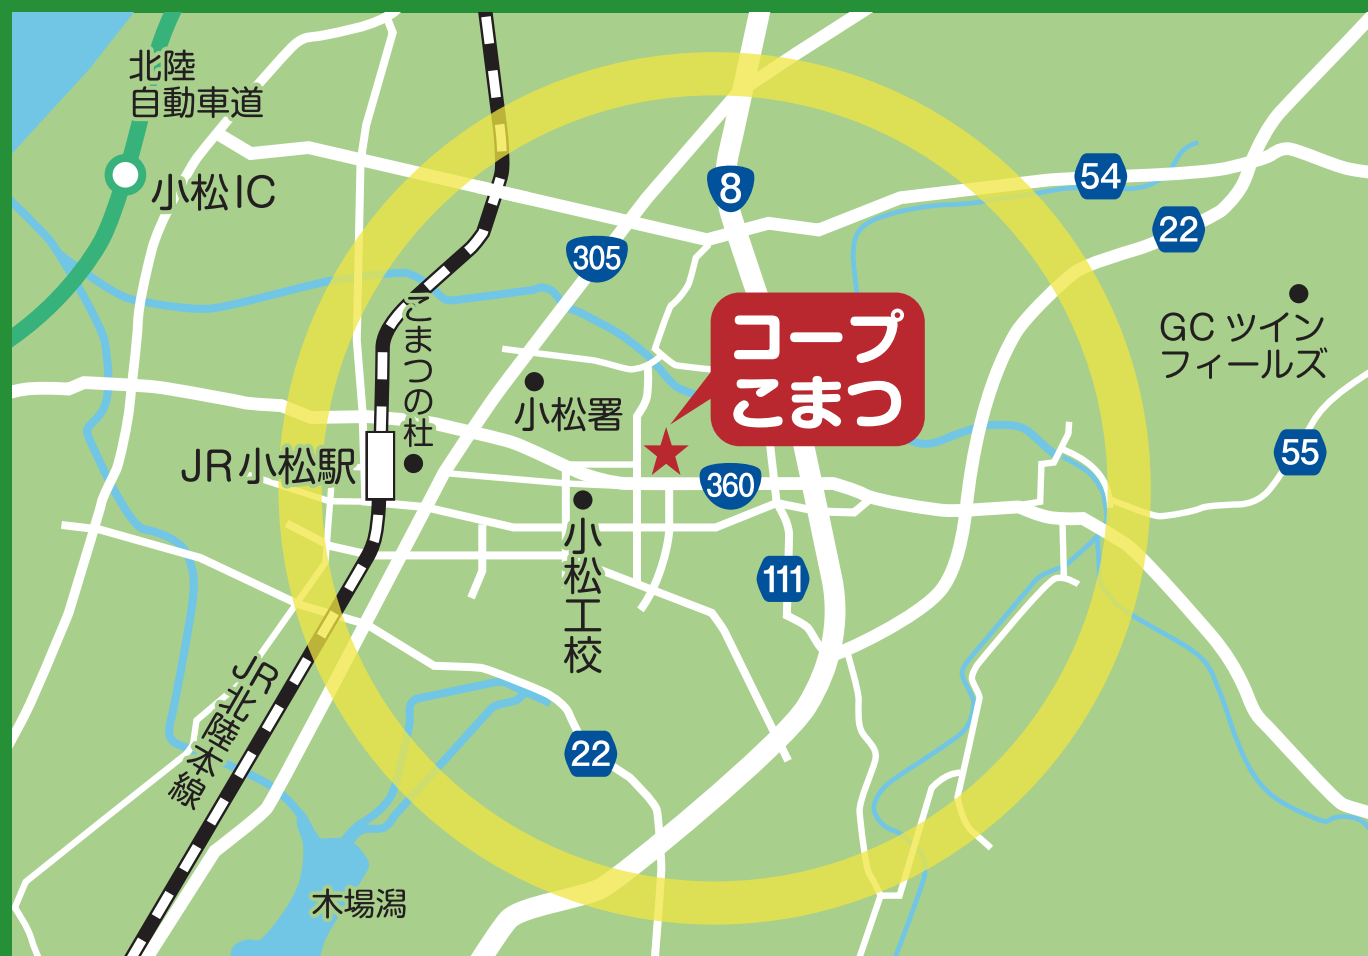 北陸
自動車道
小松IC
8
54
22
305
GC ツイン
フィールズ
コープ
こまつ
こまつの杜
小松署
JR小松駅
360
55
小松工校
111
JR北陸本線
22
木場潟